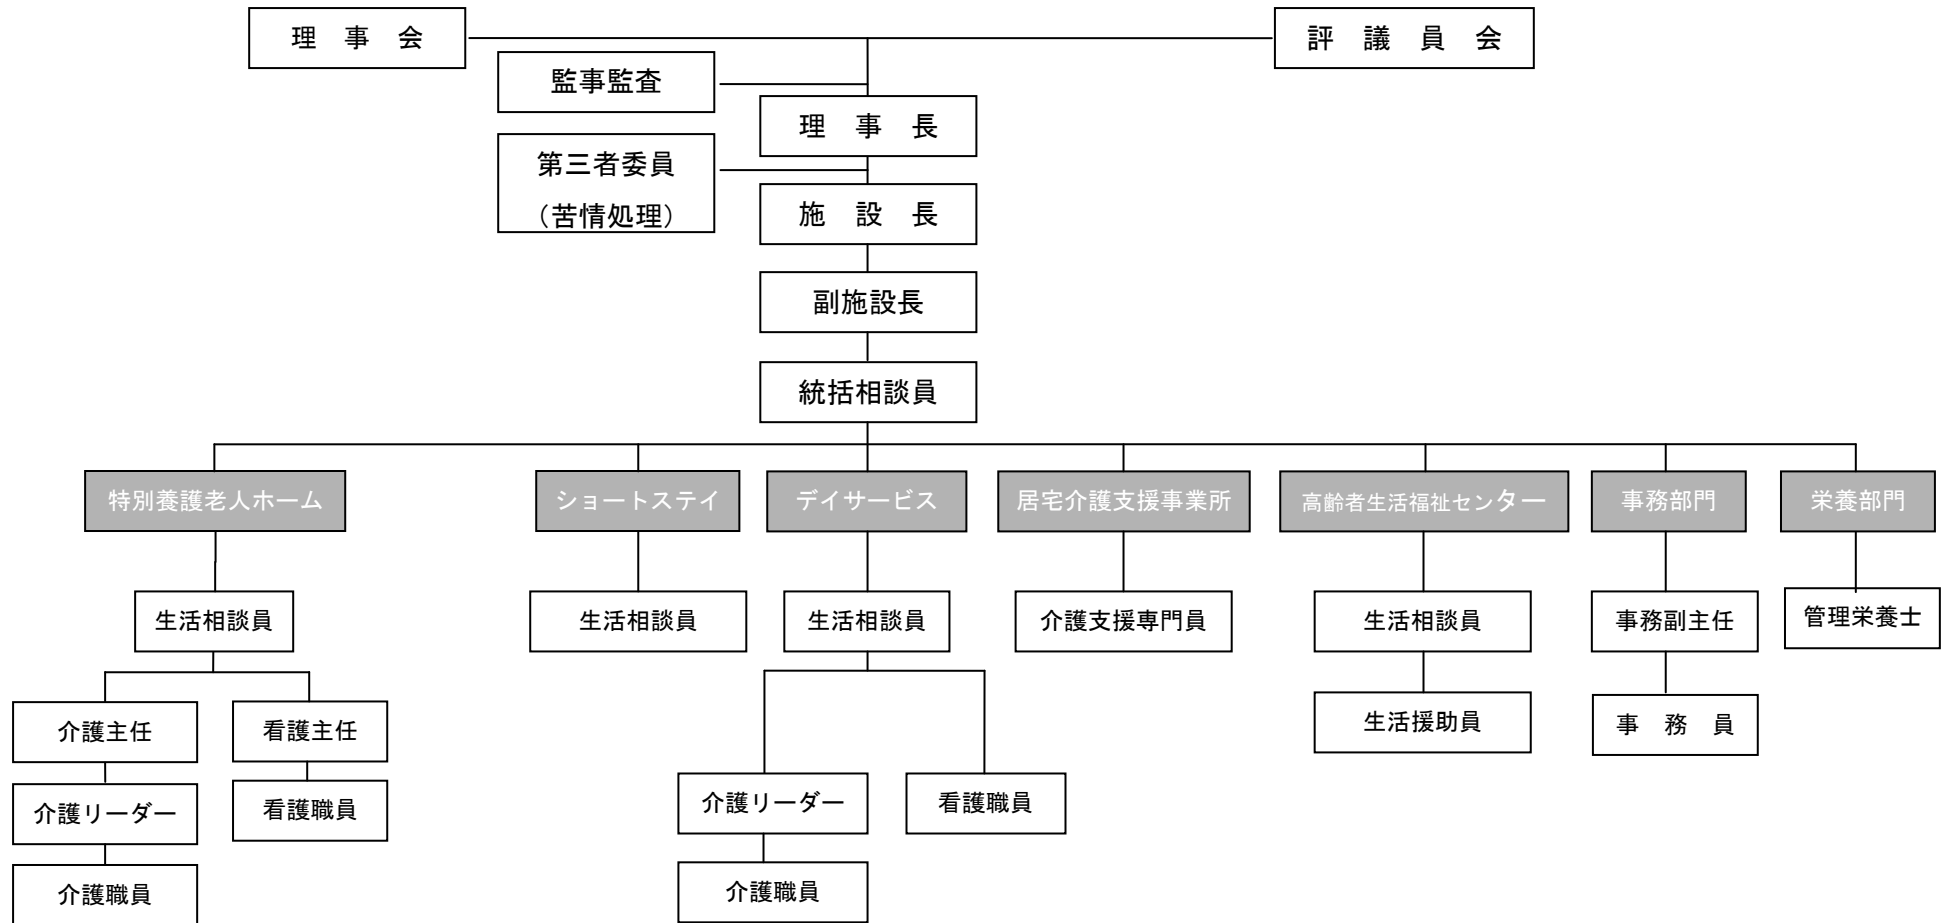 理　事　会
評　議　員　会
監事監査
理　事　長
第三者委員
（苦情処理）
施　設　長
副施設長
統括相談員
特別養護老人ホーム
ショートステイ
デイサービス
居宅介護支援事業所
高齢者生活福祉センター
事務部門
栄養部門
生活相談員
生活相談員
生活相談員
介護支援専門員
生活相談員
事務副主任
管理栄養士
介護主任
看護主任
生活援助員
事　務　員
介護リーダー
看護職員
介護リーダー
看護職員
介護職員
介護職員